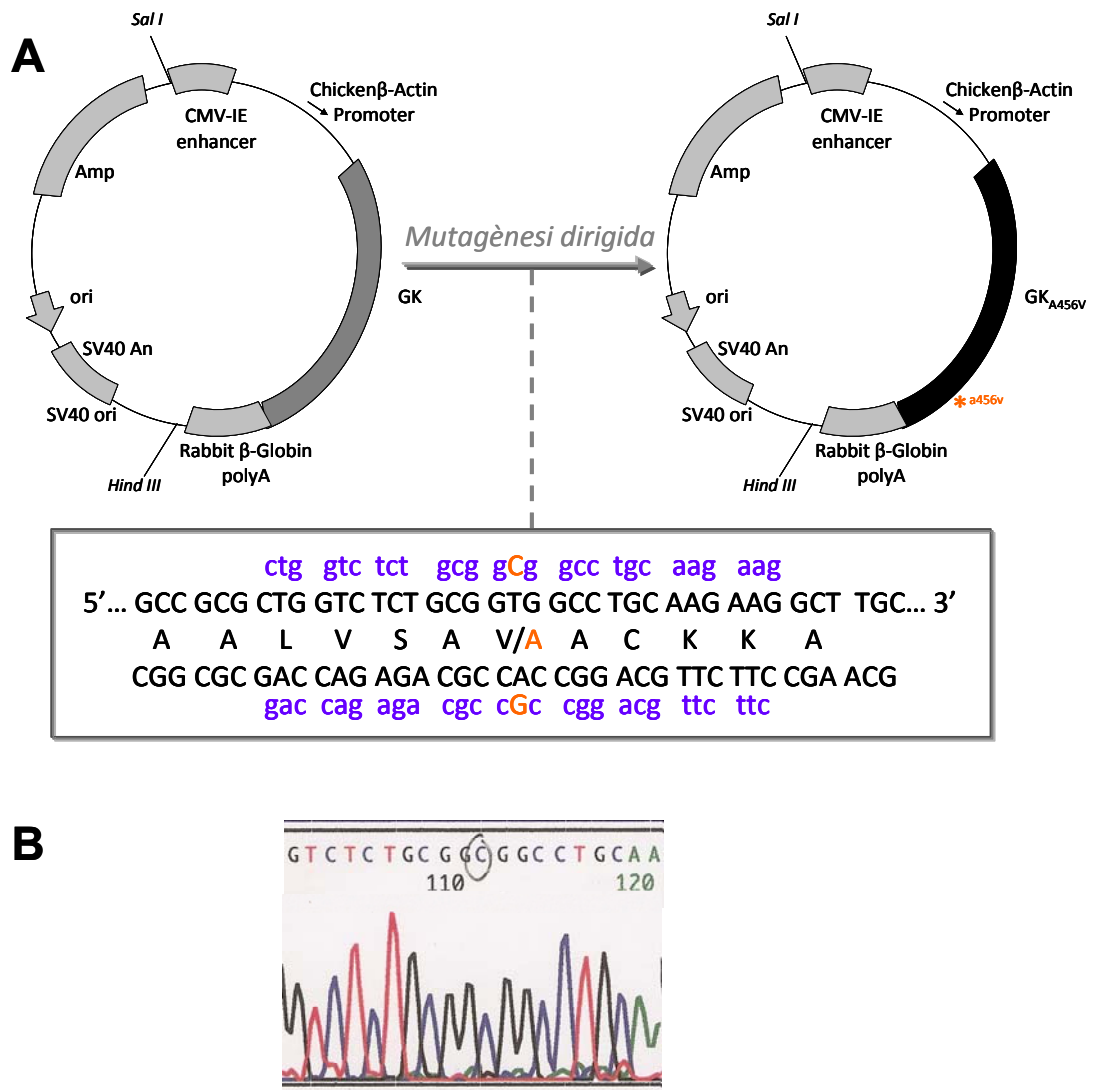 A
Sal I
CMV-IE
enhancer
Chickenβ-Actin
Promoter
Amp
GK
ori
SV40 An
SV40 ori
Rabbit β-Globin
polyA
Hind III
Mutagènesi dirigida
Sal I
CMV-IE
enhancer
Chickenβ-Actin
Promoter
Amp
GKA456V
ori
SV40 An
SV40 ori
* a456v
Rabbit β-Globin
polyA
Hind III
ctg gtc tct gcg gCg gcc tgc aag aag
5’... GCC GCG CTG GTC TCT GCG GTG GCC TGC AAG AAG GCT TGC... 3’
A A L V S A V/A A C K K A
CGG CGC GAC CAG AGA CGC CAC CGG ACG TTC TTC CGA ACG
gac cag aga cgc cGc cgg acg ttc ttc
B
G T C T C T G C G G C G G C C T G C A A
110 120